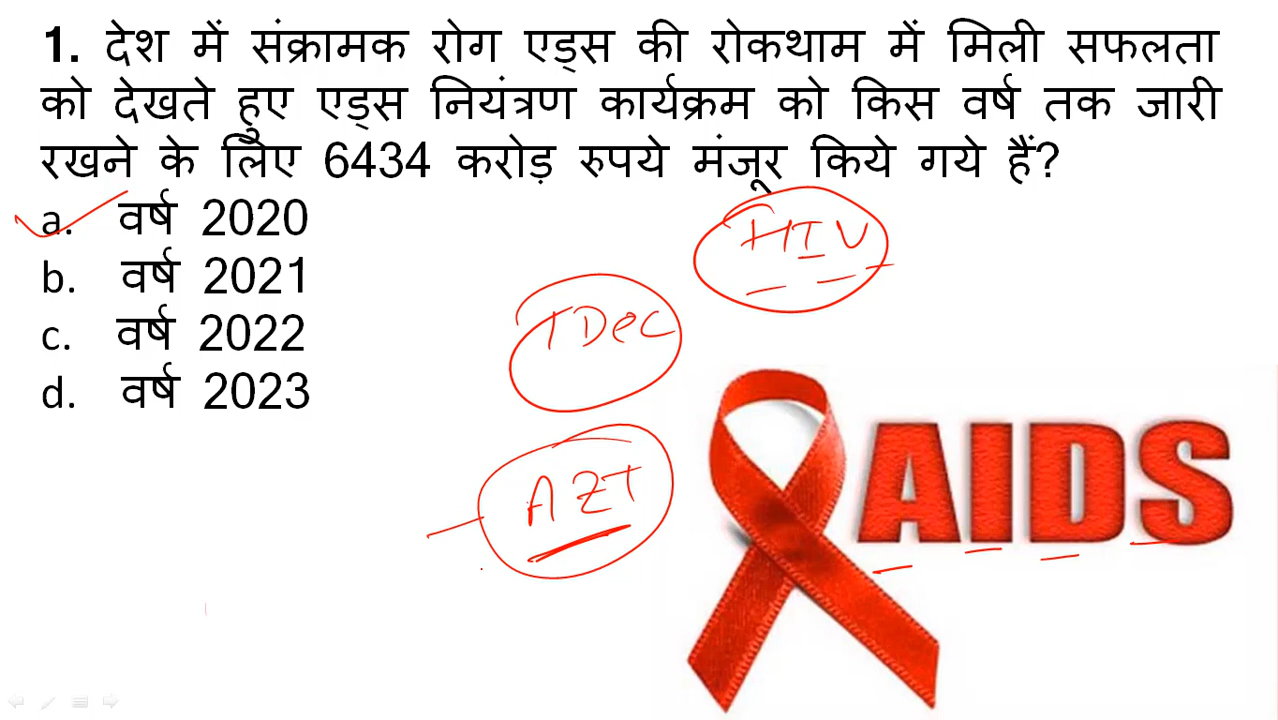 1. देश में संक्रामक रोग एड्स की रोकथाम में मिली सफलता
को देखते हुए एड्स नियंत्रण कार्यक्रम को किस वर्ष तक जारी
रखने के लिए 6434 करोड़ रुपये मंजूर किये गये हैं?
a. वर्ष 2020
b. वर्ष 2021
c. वर्ष 2022
d. वर्ष 2023
HIV
AZT
AIDS